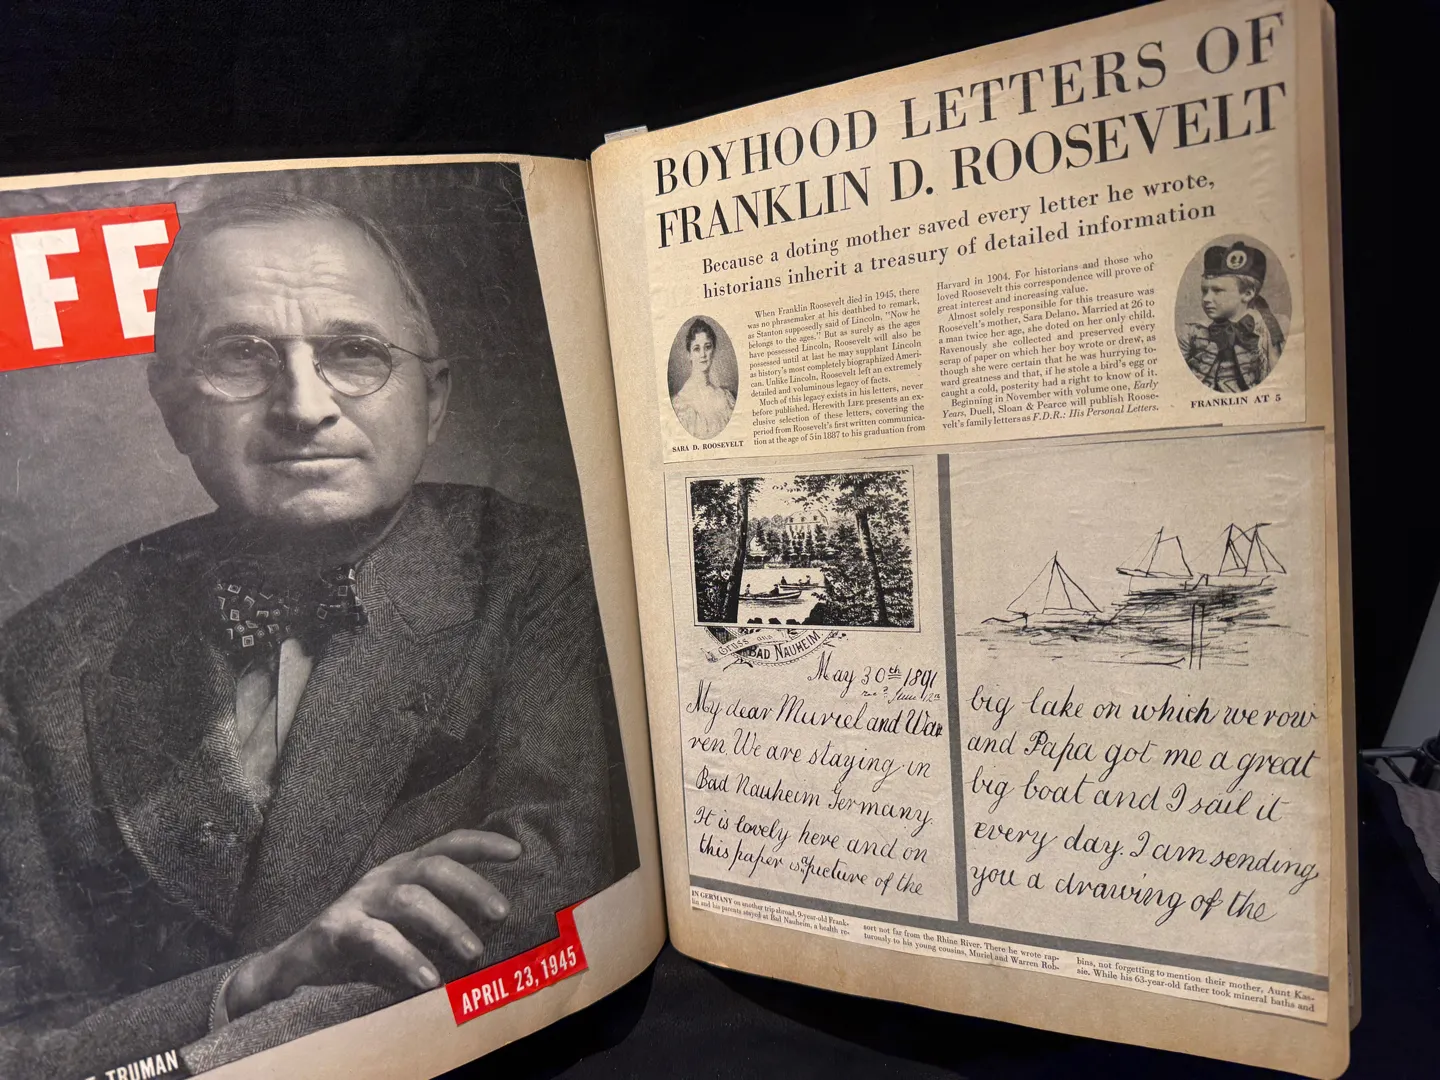 FE
APRIL 23, 1945
TRUMAN
BOYHOOD LETTERS OF
FRANKLIN D. ROOSEVELT
Because a doting mother saved every letter he wrote,
historians inherit a treasury of detailed information
SARA D. ROOSEVELT
When Franklin Roosevelt died in 1945, there
was no phrasemaker at his deathbed to remark,
as Stanton supposedly said of Lincoln, "Now he
belongs to the ages." But as surely as the ages
have possessed Lincoln, Roosevelt will also be
possessed until at last he may supplant Lincoln
as history's most completely biographized Ameri-
can. Unlike Lincoln, Roosevelt left an extremely
detailed and voluminous legacy of facts.
Much of this legacy exists in his letters, never
before published. Herewith LIFE presents an ex-
clusive selection of these letters, covering the
period from Roosevelt's first written communica-
tion at the age of 5 in 1887 to his graduation from
Harvard in 1904. For historians and those who
loved Roosevelt this correspondence will prove of
great interest and increasing value.
Almost solely responsible for this treasure was
Roosevelt's mother, Sara Delano. Married at 26 to
a man twice her age, she doted on her only child.
Ravenously she collected and preserved every
scrap of paper on which her boy wrote or drew, as
though she were certain that he was hurrying to-
ward greatness and that, if he stole a bird's egg or
caught a cold, posterity had a right to know of it.
Beginning in November with volume one, Early
Years, Duell, Sloan & Pearce will publish Roose-
velt's family letters as F.D.R.: His Personal Letters.
FRANKLIN AT 5
Gruss aus
BAD NAUHEIM.
May 30th 1891
My dear Muriel and War
ren We are staying in
Bad Nauheim Germany.
It is lovely here and on
this paper is a picture of the
big lake on which we row
and Papa got me a great
big boat and I sail it
every day. I am sending
you a drawing of the
IN GERMANY on another trip abroad, 9-year-old Frank-
lin and his parents stayed at Bad Nauheim, a health re-
sort not far from the Rhine River. There he wrote rap-
turously to his young cousins, Muriel and Warren Rob-
bins, not forgetting to mention their mother, Aunt Kas-
sie. While his 63-year-old father took mineral baths and